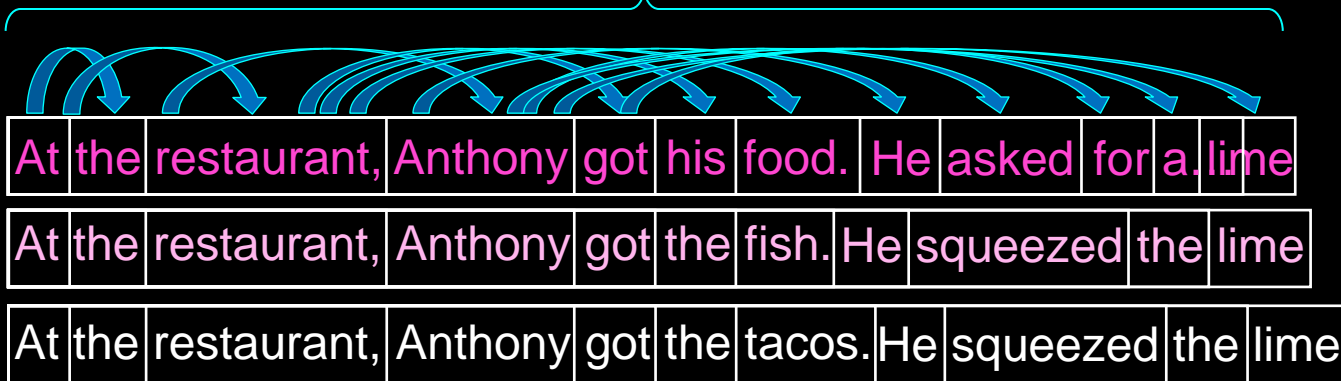 At the restaurant, Anthony got his food. He asked for a... lime
At the restaurant, Anthony got the fish. He squeezed the lime
At the restaurant, Anthony got the tacos. He squeezed the lime